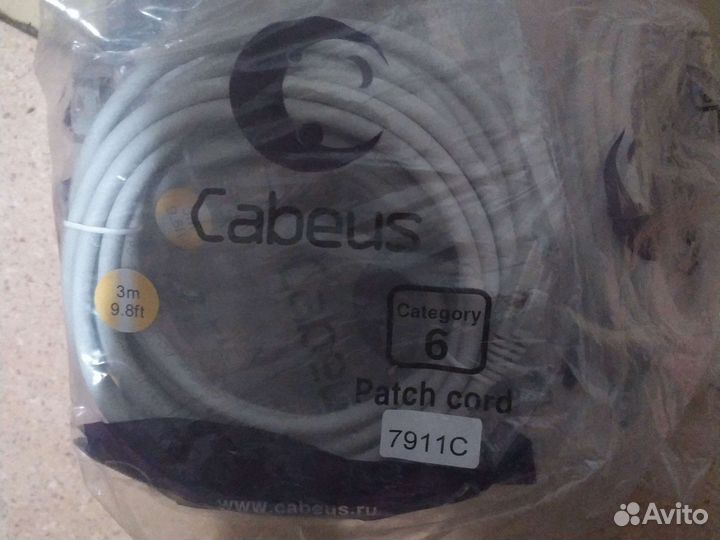 Cabeus
3m
9.8ft
Category
6
Patch cord
7911C
www.cabeus.ru
Avito